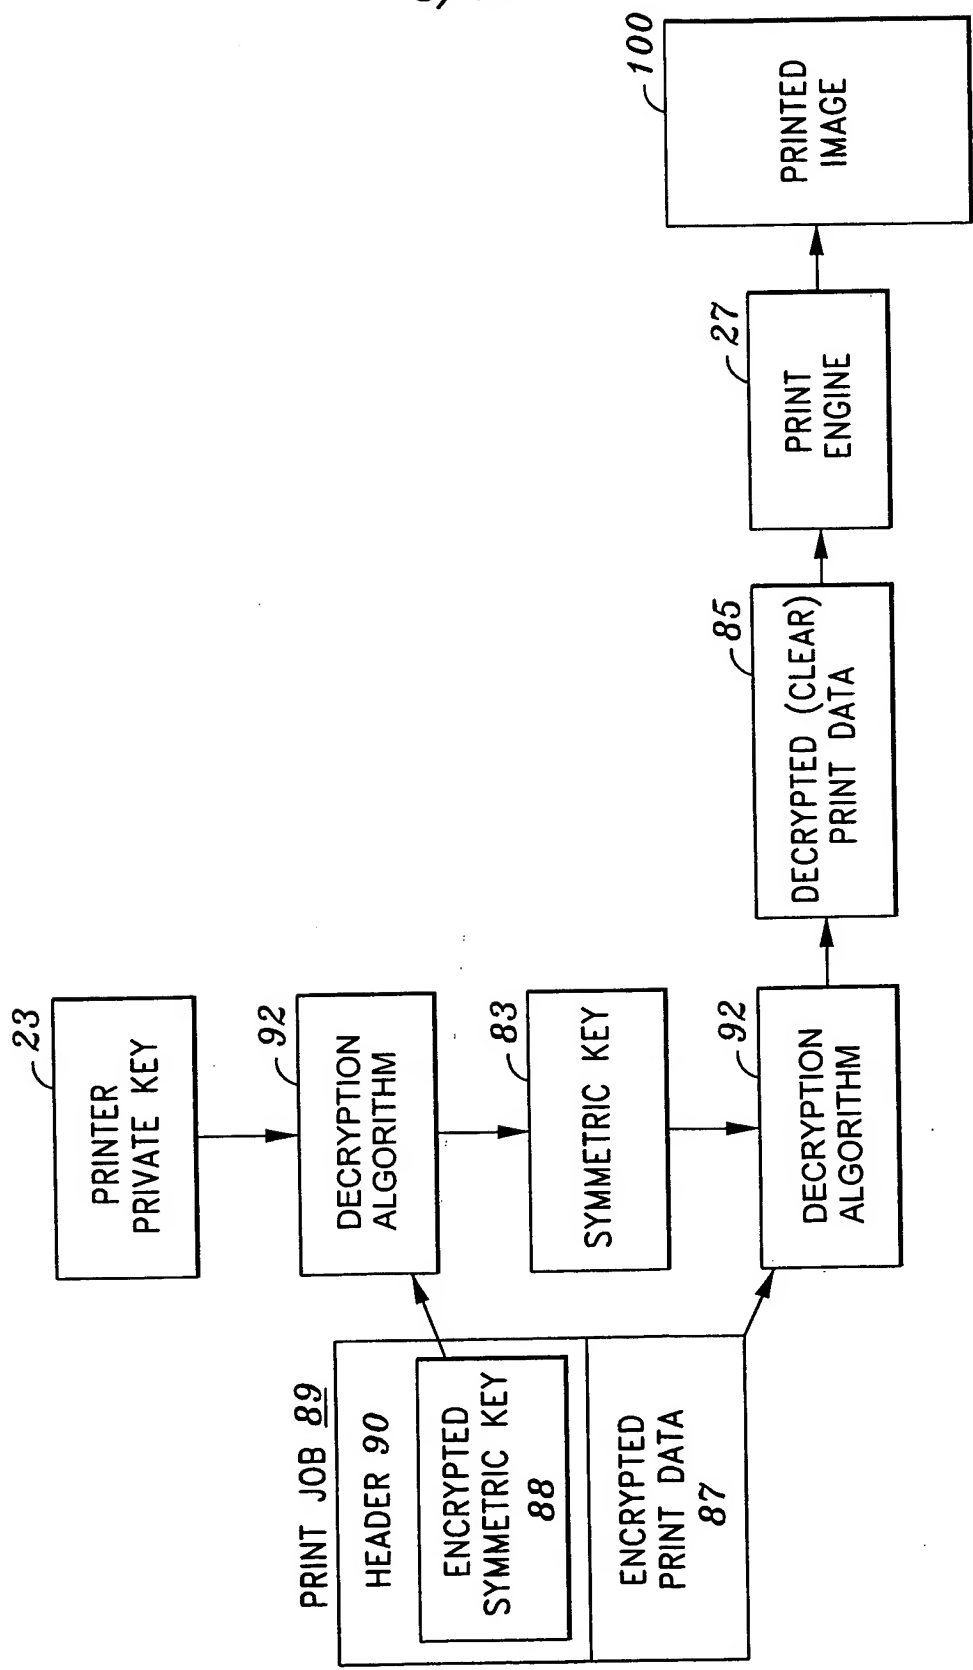 PRINT JOB 89
HEADER 90
ENCRYPTED
SYMMETRIC KEY
88
ENCRYPTED
PRINT DATA
87
23
PRINTER
PRIVATE KEY
92
DECRYPTION
ALGORITHM
83
SYMMETRIC KEY
92
DECRYPTION
ALGORITHM
85
DECRYPTED (CLEAR)
PRINT DATA
27
PRINT
ENGINE
100
PRINTED
IMAGE